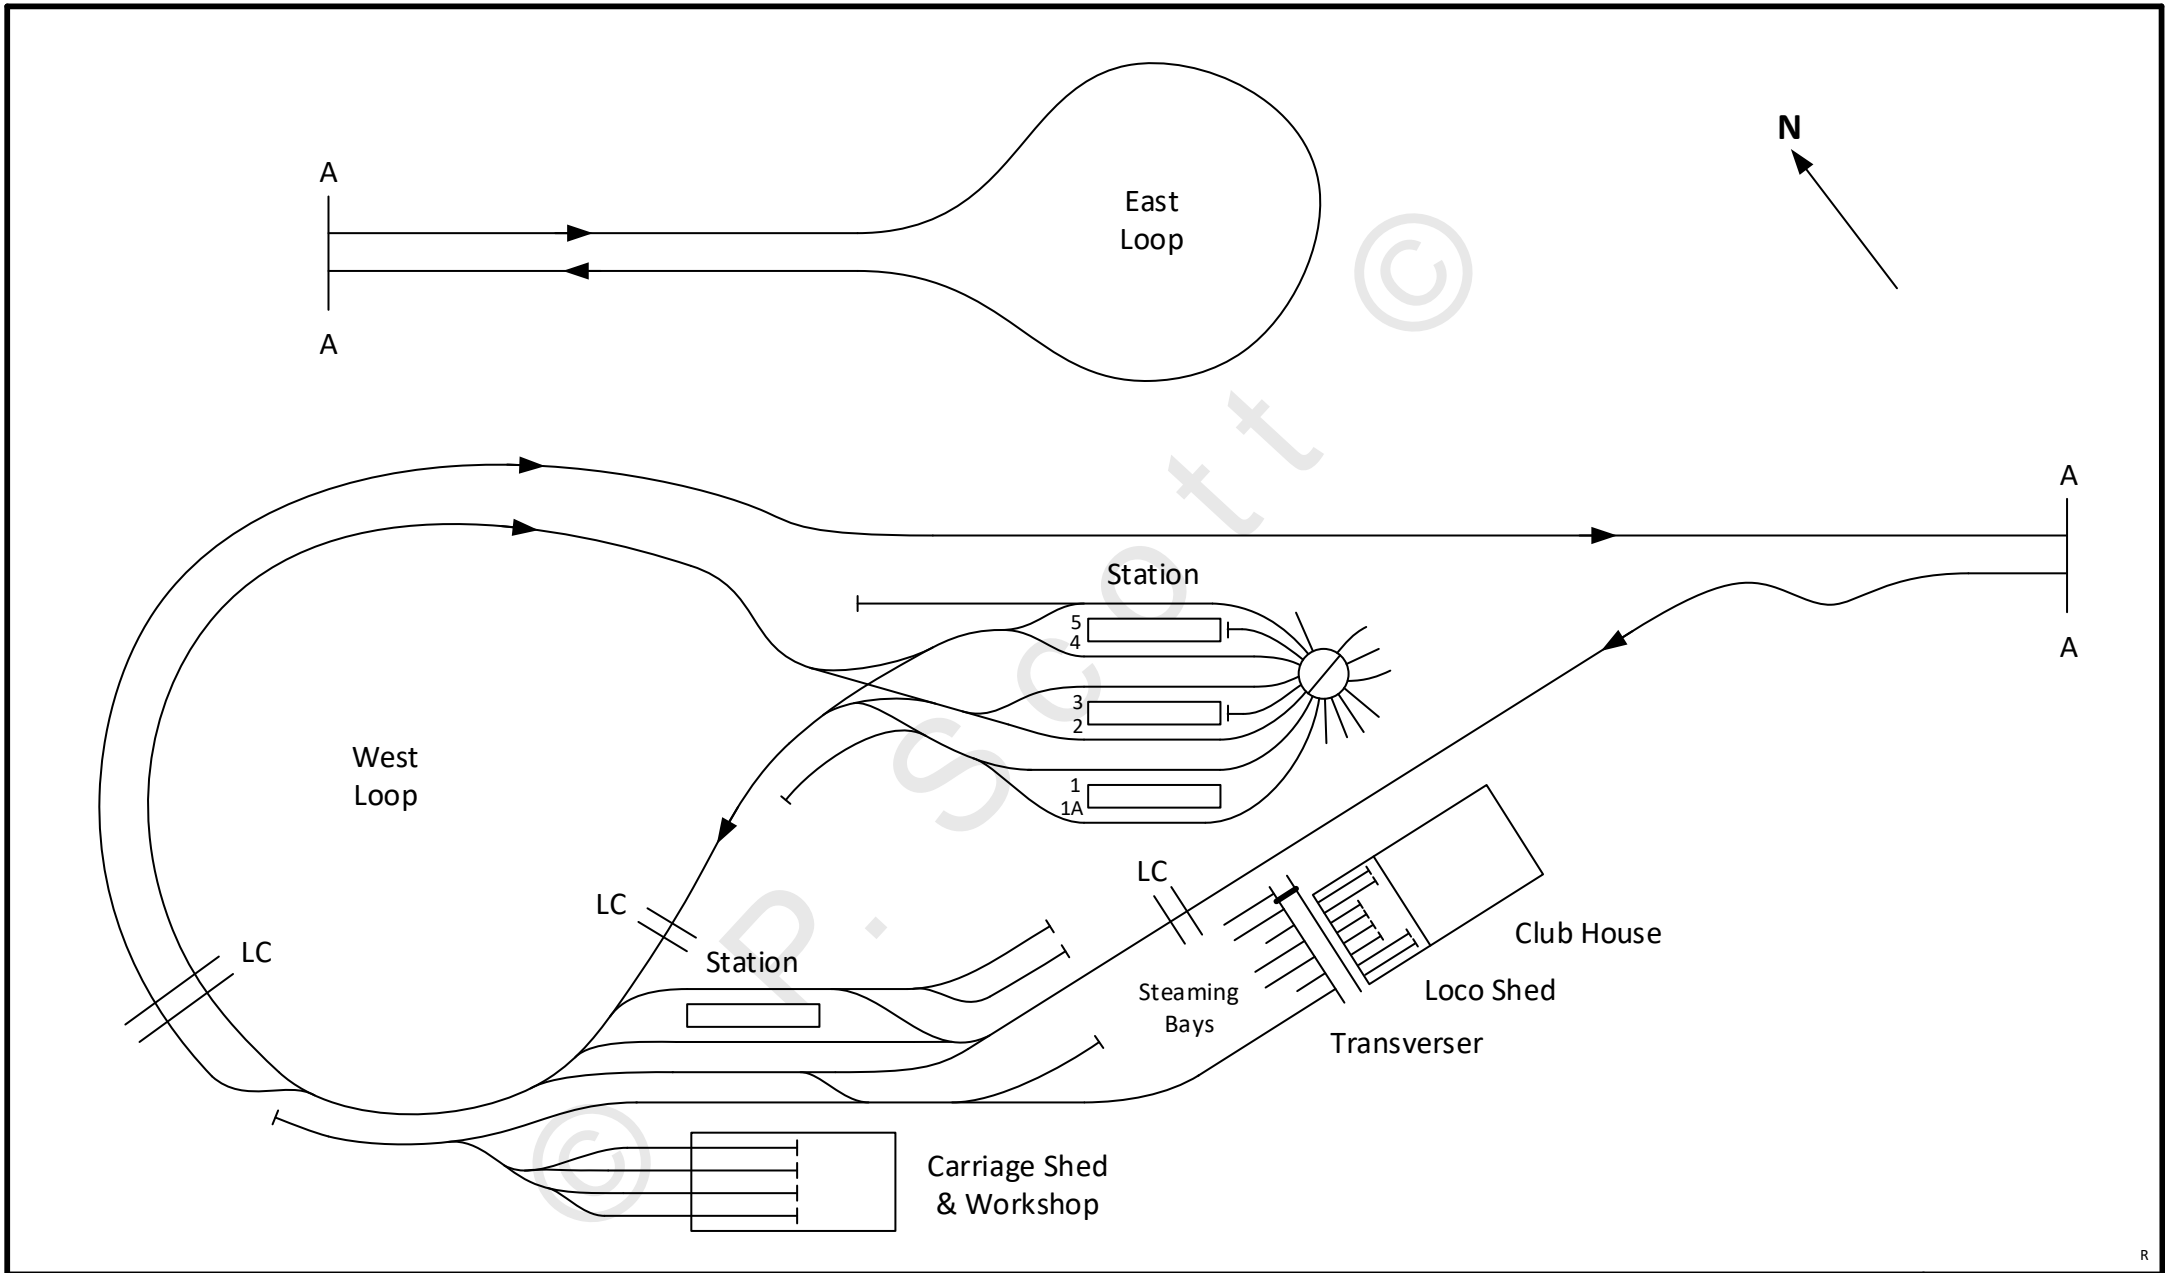 A
A
East
Loop
N
A
A
Station
5
4
3
2
1
1A
West
Loop
LC
LC
LC
Station
Steaming
Bays
Club House
Loco Shed
Transverser
Carriage Shed
& Workshop
© P. Scott ©
R